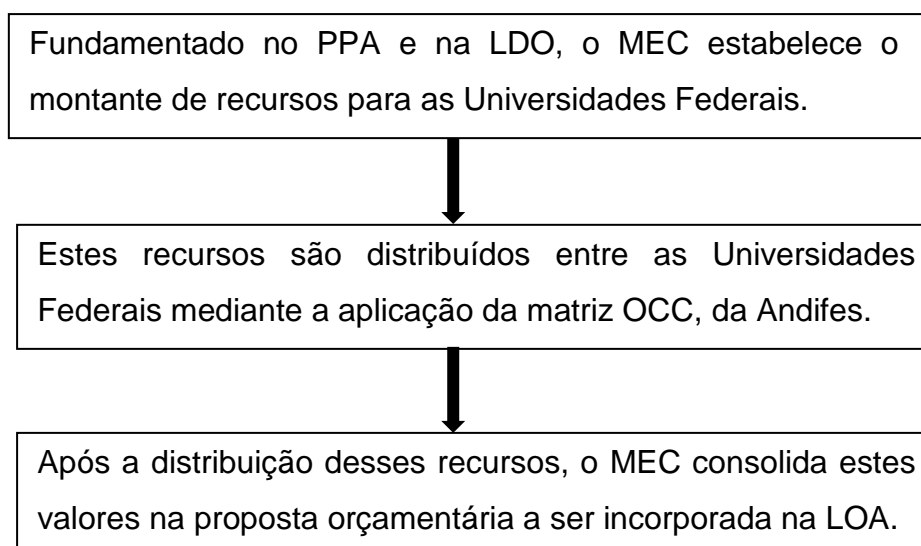 Fundamentado no PPA e na LDO, o MEC estabelece o
montante de recursos para as Universidades Federais.
Estes recursos são distribuídos entre as Universidades
Federais mediante a aplicação da matriz OCC, da Andifes.
Após a distribuição desses recursos, o MEC consolida estes
valores na proposta orçamentária a ser incorporada na LOA.